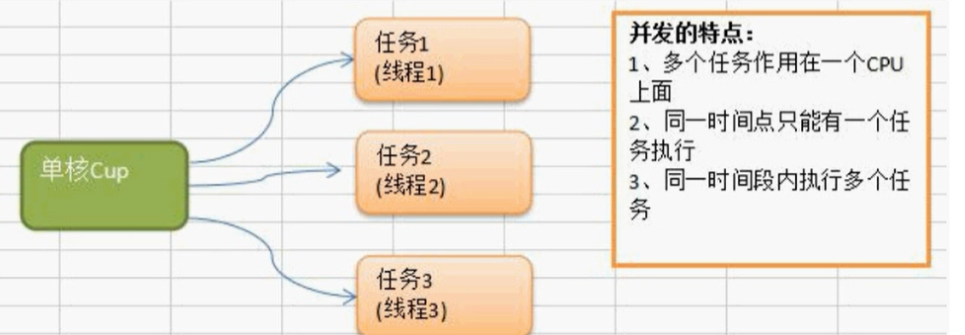 单核Cup
任务1
(线程1)
任务2
(线程2)
任务3
(线程3)
并发的特点：
1、多个任务作用在一个CPU
上面
2、同一时间点只能有一个任
务执行
3、同一时间段内执行多个任
务